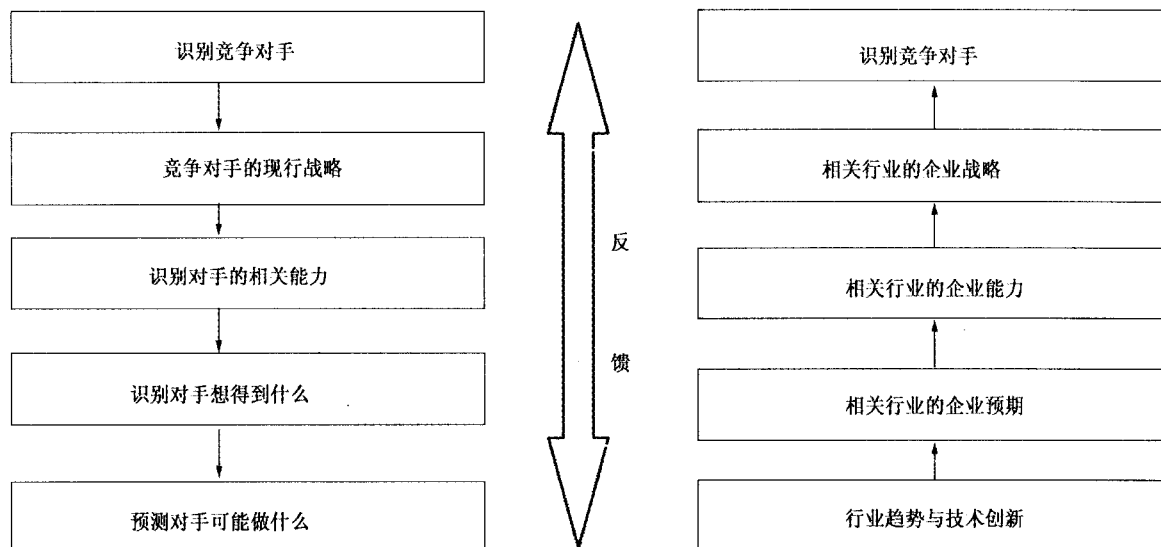 识别竞争对手
竞争对手的现行战略
识别对手的相关能力
识别对手想得到什么
预测对手可能做什么
反
馈
识别竞争对手
相关行业的企业战略
相关行业的企业能力
相关行业的企业预期
行业趋势与技术创新